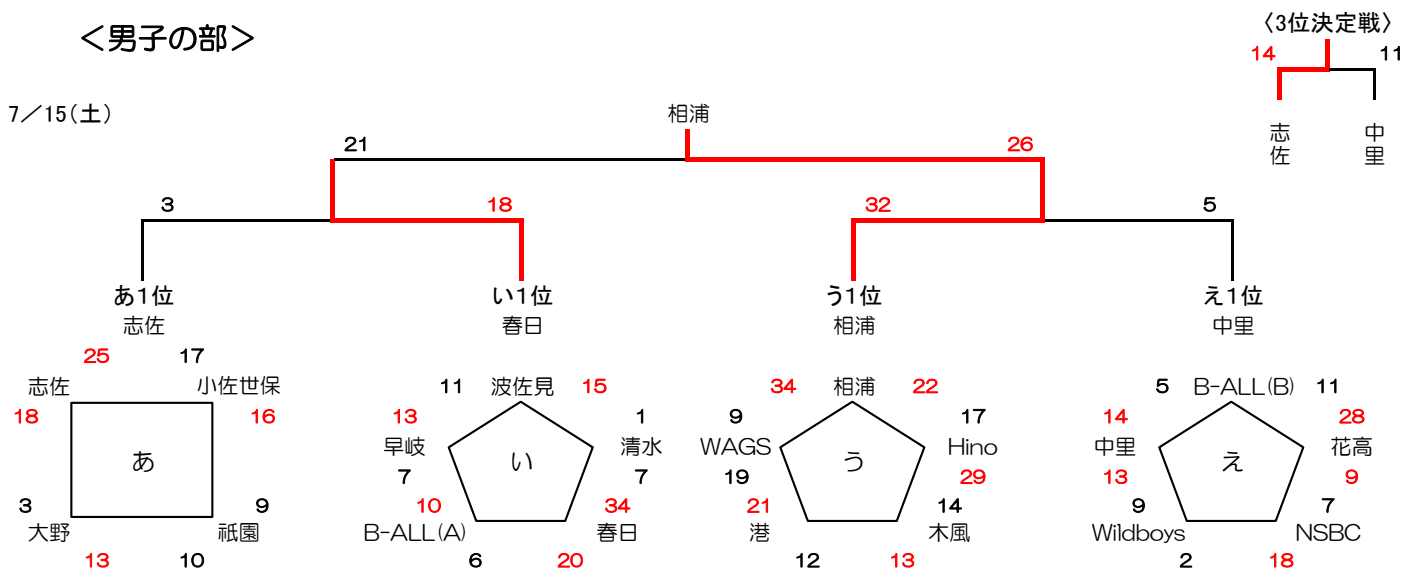 ＜男子の部＞
〈3位決定戦〉
14 11
志佐 中里
7／15(土)
相浦
21 26
3 18 32 5
あ1位 い1位 う1位 え1位
志佐 春日 相浦 中里
25 17
志佐 小佐世保
18 16
あ
3 9
大野 祇園
13 10
11 波佐見 15
13 1
早岐 清水
い
7 7
10 34
B-ALL(A) 春日
6 20
34 相浦 22
9 17
WAGS Hino
う
19 29
21 14
港 木風
12 13
5 B-ALL(B) 11
14 28
中里 花高
え
13 9
9 7
Wildboys NSBC
2 18